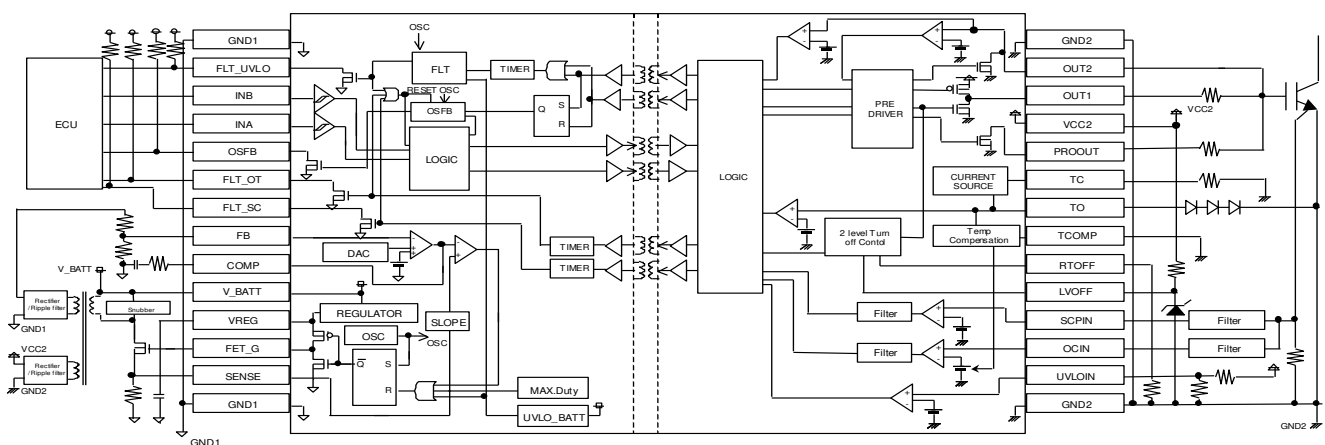 ECU
GND1
FLT_UVLO
INB
INA
OSFB
FLT_OT
FLT_SC
FB
COMP
V_BATT
VREG
FET_G
SENSE
GND1
GND1
V_BATT
Rectifier
/Ripple filter
GND1
VCC2
Rectifier
/Ripple filter
GND2
Snubber
OSC
FLT
TIMER
RESET OSC
OSFB
LOGIC
Q
S
R
DAC
REGULATOR
OSC
OSC
SLOPE
Q
S
R
MAX.Duty
UVLO_BATT
TIMER
TIMER
LOGIC
PRE
DRIVER
CURRENT
SOURCE
2 level Turn
off Contol
Temp
Compensation
Filter
Filter
GND2
OUT2
OUT1
VCC2
PROOUT
TC
TO
TCOMP
RTOFF
LVOFF
SCPIN
OCIN
UVLOIN
GND2
VCC2
Filter
Filter
GND2